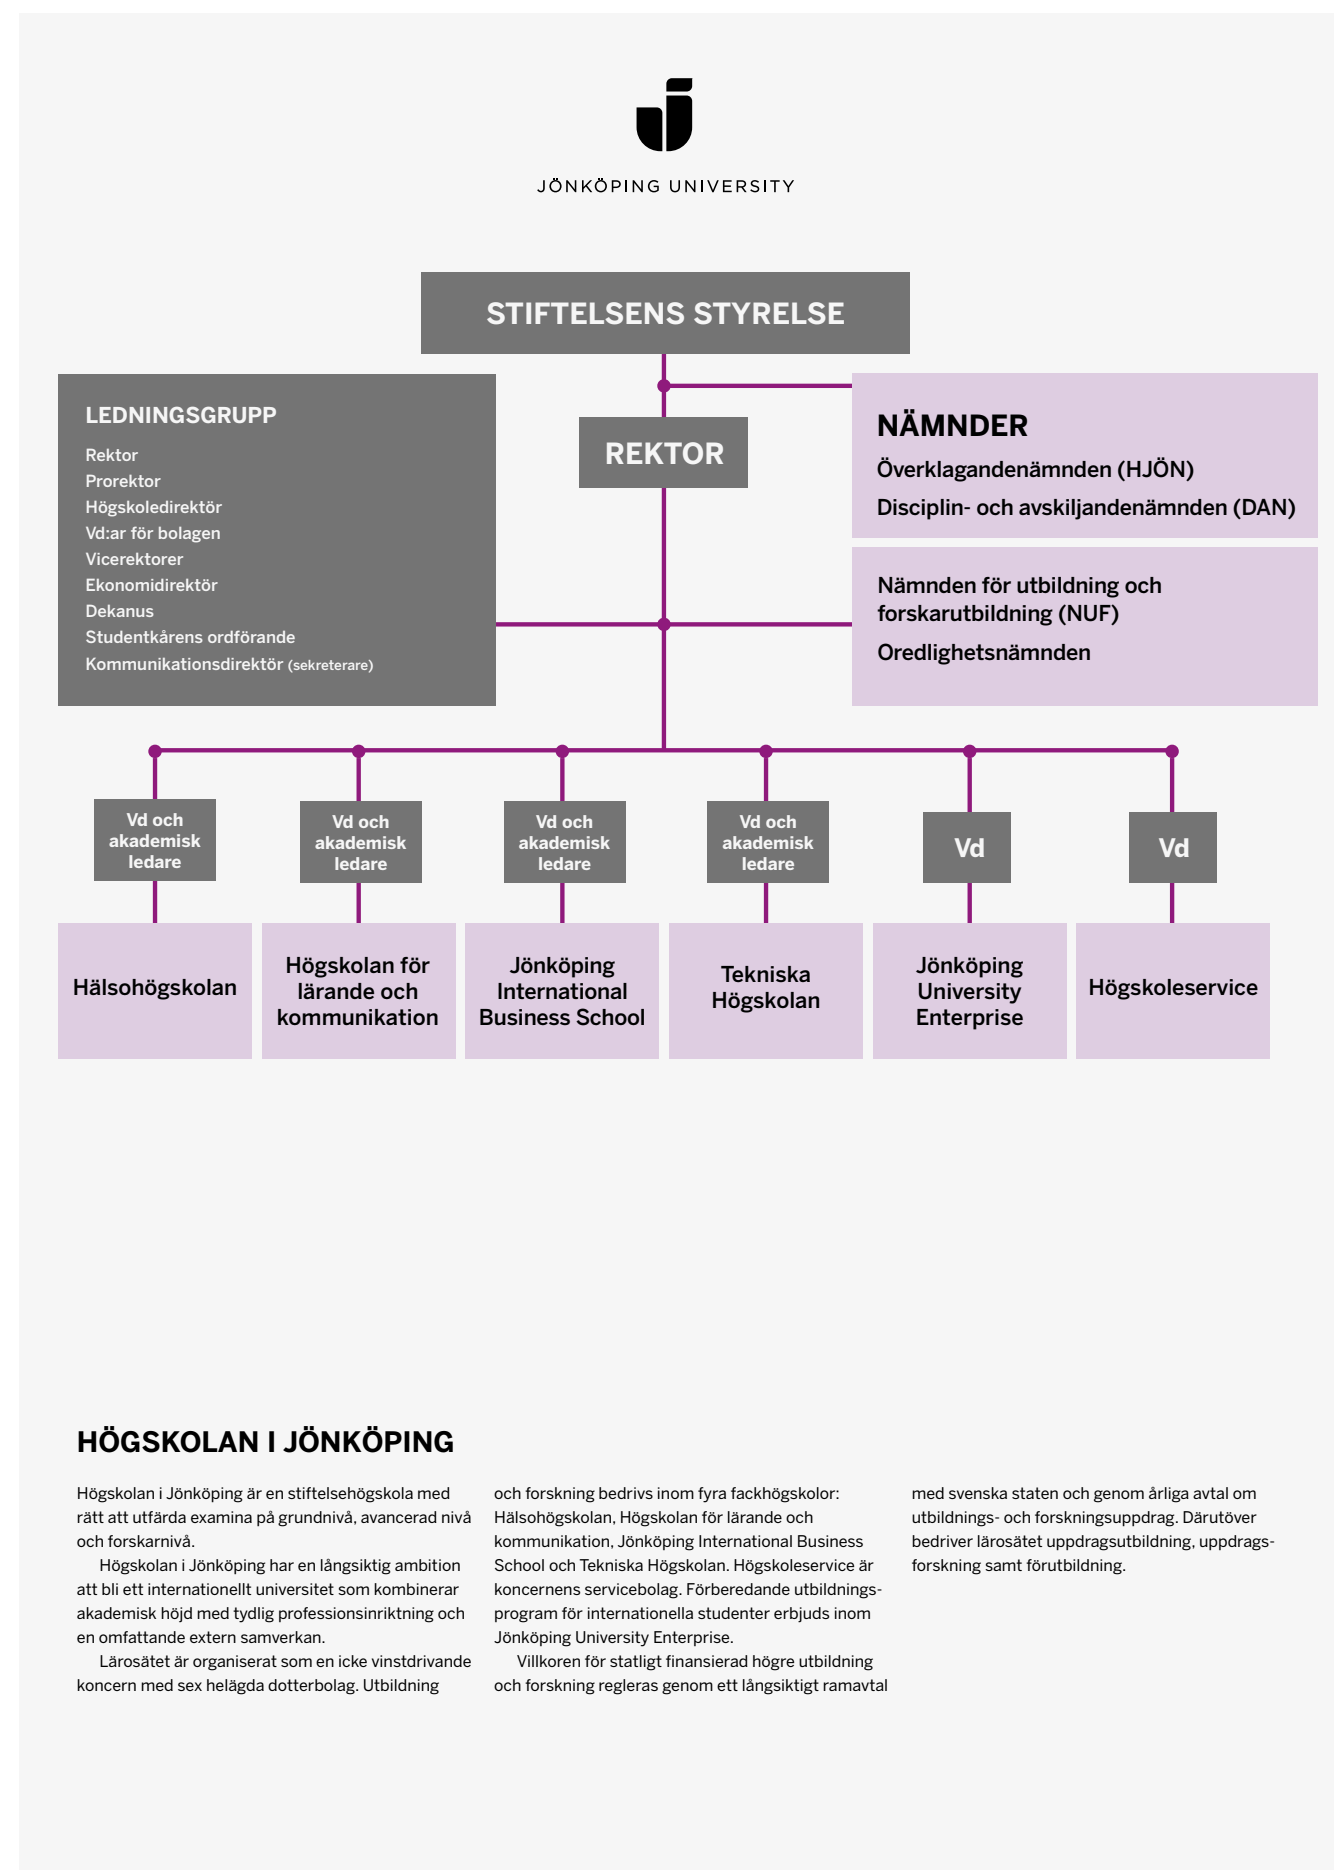 JÖNKÖPING UNIVERSITY
STIFTELSENS STYRELSE
LEDNINGSGRUPP
Rektor
Prorektor
Högskoledirektör
Vd:ar för bolagen
Vicerektorer
Ekonomidirektör
Dekanus
Studentkårens ordförande
Kommunikationsdirektör (sekreterare)
REKTOR
NÄMNDER
Överklagandenämnden (HJÖN)
Disciplin- och avskiljandenämnden (DAN)
Nämnden för utbildning och
forskarutbildning (NUF)
Oredlighetsnämnden
Vd och
akademisk
ledare
Vd och
akademisk
ledare
Vd och
akademisk
ledare
Vd och
akademisk
ledare
Vd
Vd
Hälsohögskolan
Högskolan för
lärande och
kommunikation
Jönköping
International
Business School
Tekniska
Högskolan
Jönköping
University
Enterprise
Högskoleservice
HÖGSKOLAN I JÖNKÖPING
Högskolan i Jönköping är en stiftelsehögskola med
rätt att utfärda examina på grundnivå, avancerad nivå
och forskarnivå.
Högskolan i Jönköping har en långsiktig ambition
att bli ett internationellt universitet som kombinerar
akademisk höjd med tydlig professionsinriktning och
en omfattande extern samverkan.
Lärosätet är organiserat som en icke vinstdrivande
koncern med sex helägda dotterbolag. Utbildning
och forskning bedrivs inom fyra fackhögskolor:
Hälsohögskolan, Högskolan för lärande och
kommunikation, Jönköping International Business
School och Tekniska Högskolan. Högskoleservice är
koncernens servicebolag. Förberedande utbildnings-
program för internationella studenter erbjuds inom
Jönköping University Enterprise.
Villkoren för statligt finansierad högre utbildning
och forskning regleras genom ett långsiktigt ramavtal
med svenska staten och genom årliga avtal om
utbildnings- och forskningsuppdrag. Därutöver
bedriver lärosätet uppdragsutbildning, uppdrags-
forskning samt förutbildning.